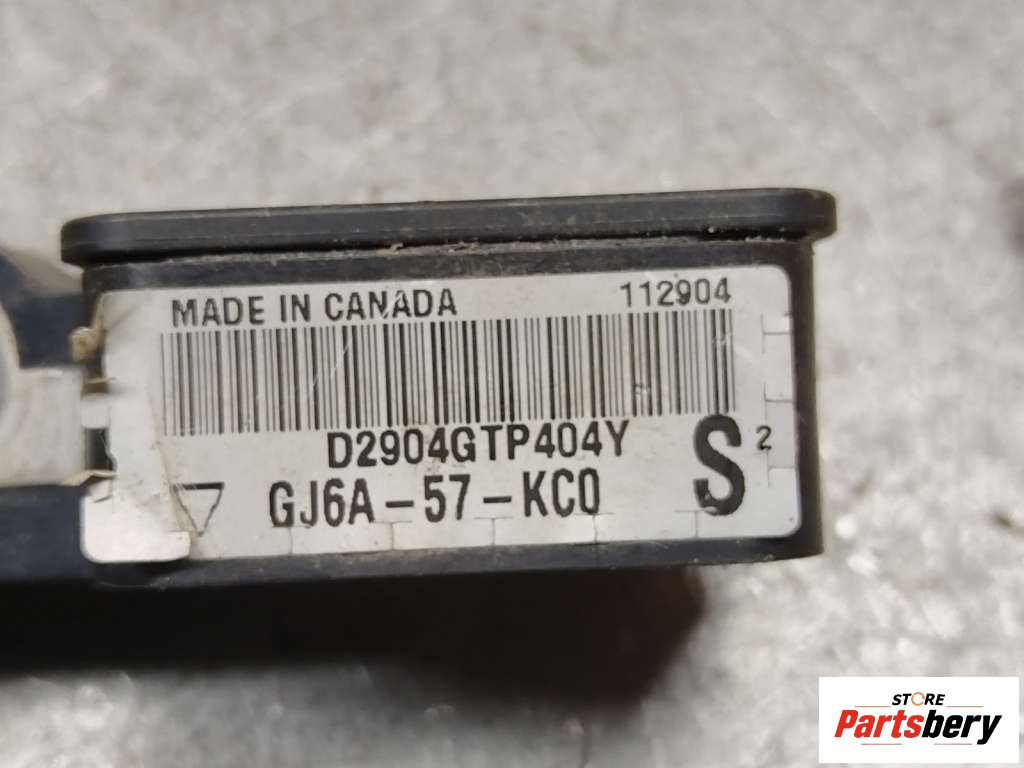 MADE IN CANADA 112904
D2904GTP404Y
S 2
GJ6A-57-KC0
STORE
Partsbery